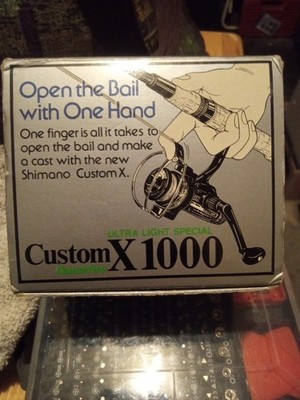 Open the Bail
with One Hand
One finger is all it takes to
open the bail and make
a cast with the new
Shimano Custom X.
ULTRA LIGHT SPECIAL
Custom X 1000
Quickfire